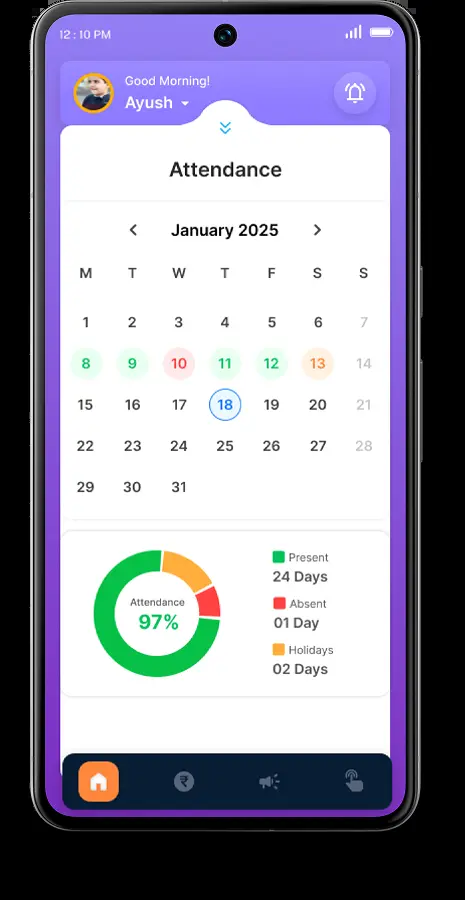 12 : 10 PM
Good Morning!
Ayush
Attendance
January 2025
M T W T F S S
1 2 3 4 5 6 7
8 9 10 11 12 13 14
15 16 17 18 19 20 21
22 23 24 25 26 27 28
29 30 31
Attendance
97%
Present
24 Days
Absent
01 Day
Holidays
02 Days
₹